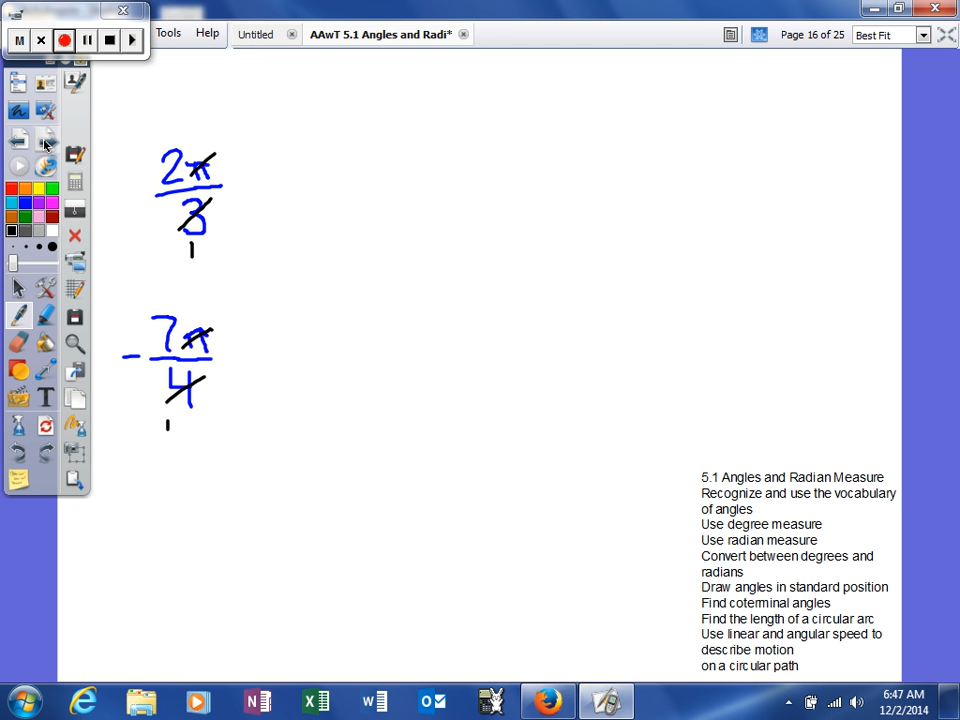 M
Tools Help Untitled AAwT 5.1 Angles and Radi* Page 16 of 25 Best Fit
2π
3
1
- 7π
4
1
T
5.1 Angles and Radian Measure
Recognize and use the vocabulary
of angles
Use degree measure
Use radian measure
Convert between degrees and
radians
Draw angles in standard position
Find coterminal angles
Find the length of a circular arc
Use linear and angular speed to
describe motion
on a circular path
6:47 AM
12/2/2014